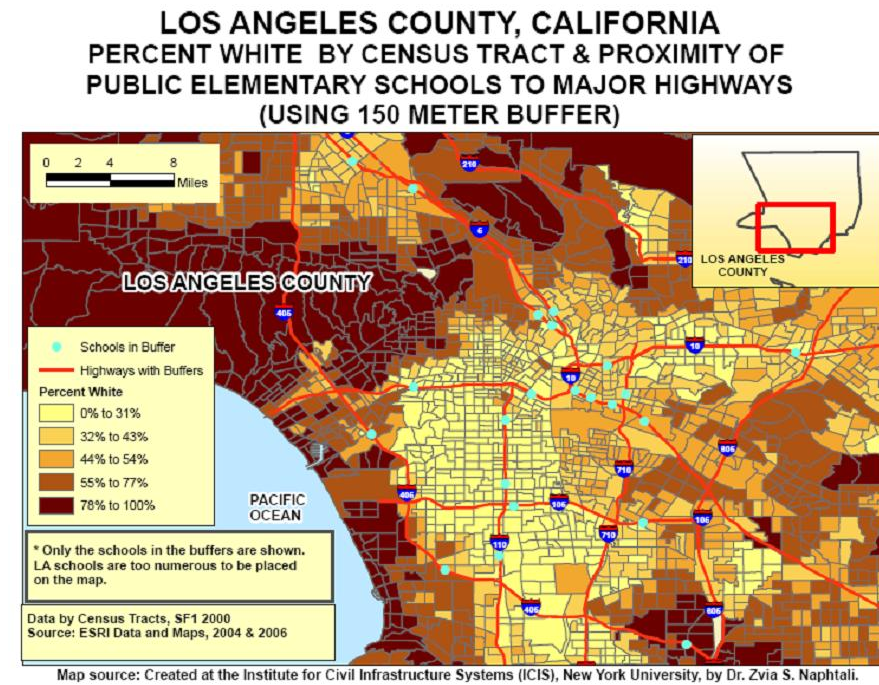 LOS ANGELES COUNTY, CALIFORNIA
PERCENT WHITE BY CENSUS TRACT & PROXIMITY OF
PUBLIC ELEMENTARY SCHOOLS TO MAJOR HIGHWAYS
(USING 150 METER BUFFER)
0 2 4 8
Miles
210
5
210
LOS ANGELES
COUNTY
LOS ANGELES COUNTY
405
Schools in Buffer
Highways with Buffers
Percent White
0% to 31%
32% to 43%
44% to 54%
55% to 77%
78% to 100%
10
10
605
710
405
105
105
PACIFIC
OCEAN
110
710
405
605
* Only the schools in the buffers are shown.
LA schools are too numerous to be placed
on the map.
Data by Census Tracts, SF1 2000
Source: ESRI Data and Maps, 2004 & 2006
Map source: Created at the Institute for Civil Infrastructure Systems (ICIS), New York University, by Dr. Zvia S. Naphtali.